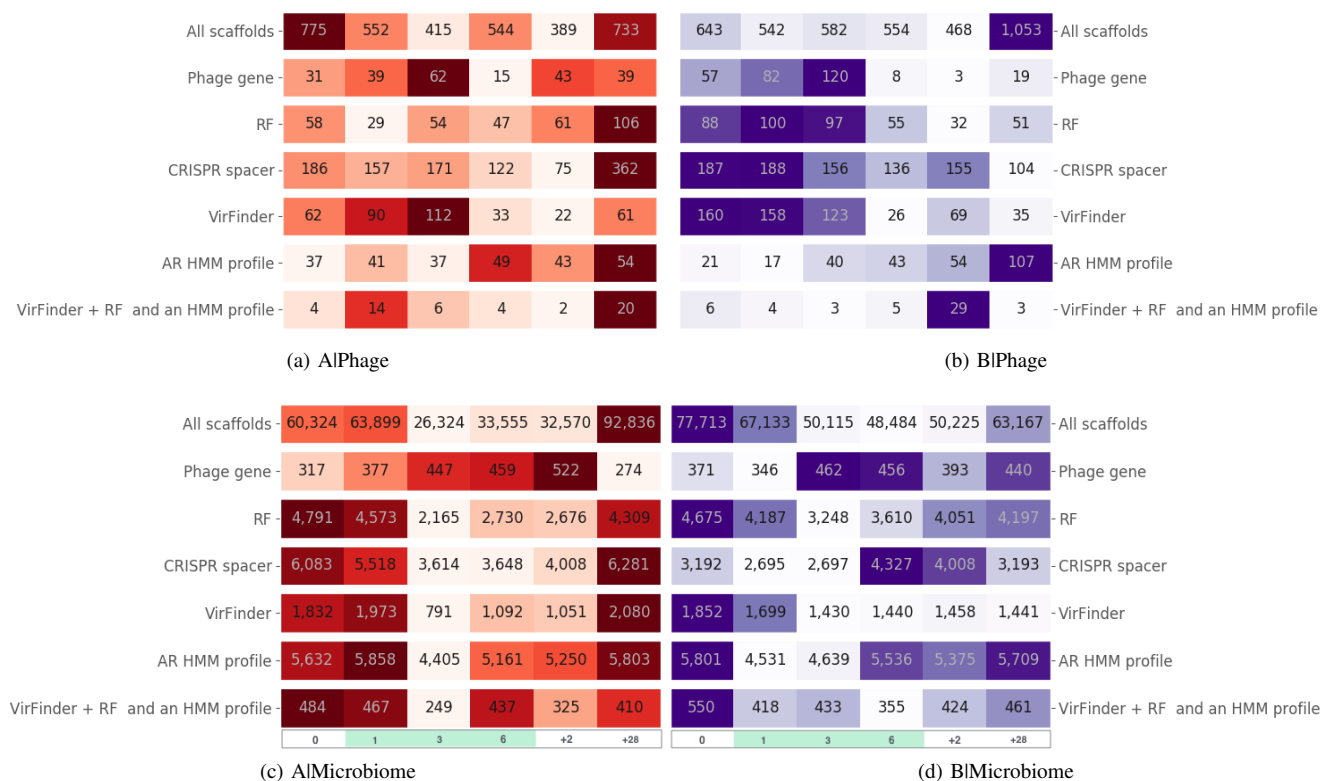 All scaffolds 775 552 415 544 389 733 643 542 582 554 468 1,053 All scaffolds
Phage gene 31 39 62 15 43 39 57 82 120 8 3 19 Phage gene
RF 58 29 54 47 61 106 88 100 97 55 32 51 RF
CRISPR spacer 186 157 171 122 75 362 187 188 156 136 155 104 CRISPR spacer
VirFinder 62 90 112 33 22 61 160 158 123 26 69 35 VirFinder
AR HMM profile 37 41 37 49 43 54 21 17 40 43 54 107 AR HMM profile
VirFinder + RF and an HMM profile 4 14 6 4 2 20 6 4 3 5 29 3 VirFinder + RF and an HMM profile
(a) A|Phage (b) B|Phage
All scaffolds 60,324 63,899 26,324 33,555 32,570 92,836 77,713 67,133 50,115 48,484 50,225 63,167 All scaffolds
Phage gene 317 377 447 459 522 274 371 346 462 456 393 440 Phage gene
RF 4,791 4,573 2,165 2,730 2,676 4,309 4,675 4,187 3,248 3,610 4,051 4,197 RF
CRISPR spacer 6,083 5,518 3,614 3,648 4,008 6,281 3,192 2,695 2,697 4,327 4,008 3,193 CRISPR spacer
VirFinder 1,832 1,973 791 1,092 1,051 2,080 1,852 1,699 1,430 1,440 1,458 1,441 VirFinder
AR HMM profile 5,632 5,858 4,405 5,161 5,250 5,803 5,801 4,531 4,639 5,536 5,375 5,709 AR HMM profile
VirFinder + RF and an HMM profile 484 467 249 437 325 410 550 418 433 355 424 461 VirFinder + RF and an HMM profile
0 1 3 6 +2 +28 0 1 3 6 +2 +28
(c) A|Microbiome (d) B|Microbiome